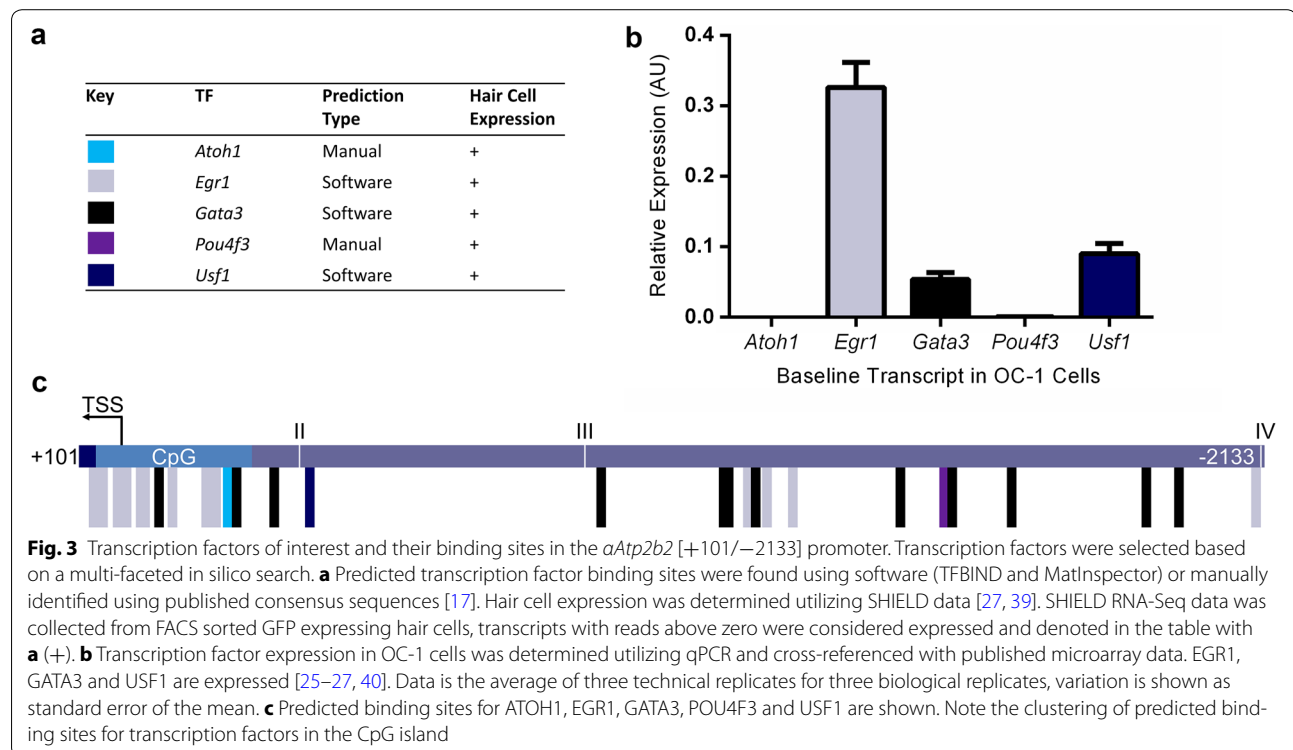 a
Key TF Prediction Type Hair Cell Expression
Atoh1 Manual +
Egr1 Software +
Gata3 Software +
Pou4f3 Manual +
Usf1 Software +
b
Relative Expression (AU)
0.4
0.3
0.2
0.1
0.0
Atoh1 Egr1 Gata3 Pou4f3 Usf1
Baseline Transcript in OC-1 Cells
c
TSS
II III IV
+101 CpG -2133
Fig. 3 Transcription factors of interest and their binding sites in the aAtp2b2 [+101/−2133] promoter. Transcription factors were selected based
on a multi-faceted in silico search. a Predicted transcription factor binding sites were found using software (TFBIND and MatInspector) or manually
identified using published consensus sequences [17]. Hair cell expression was determined utilizing SHIELD data [27, 39]. SHIELD RNA-Seq data was
collected from FACS sorted GFP expressing hair cells, transcripts with reads above zero were considered expressed and denoted in the table with
a (+). b Transcription factor expression in OC-1 cells was determined utilizing qPCR and cross-referenced with published microarray data. EGR1,
GATA3 and USF1 are expressed [25–27, 40]. Data is the average of three technical replicates for three biological replicates, variation is shown as
standard error of the mean. c Predicted binding sites for ATOH1, EGR1, GATA3, POU4F3 and USF1 are shown. Note the clustering of predicted bind-
ing sites for transcription factors in the CpG island